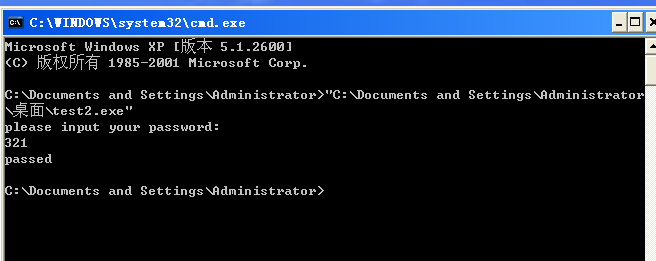 C:\WINDOWS\system32\cmd.exe
Microsoft Windows XP [版本 5.1.2600]
(C) 版权所有 1985-2001 Microsoft Corp.
C:\Documents and Settings\Administrator>"C:\Documents and Settings\Administrator
\桌面\test2.exe"
please input your password:
321
passed
C:\Documents and Settings\Administrator>